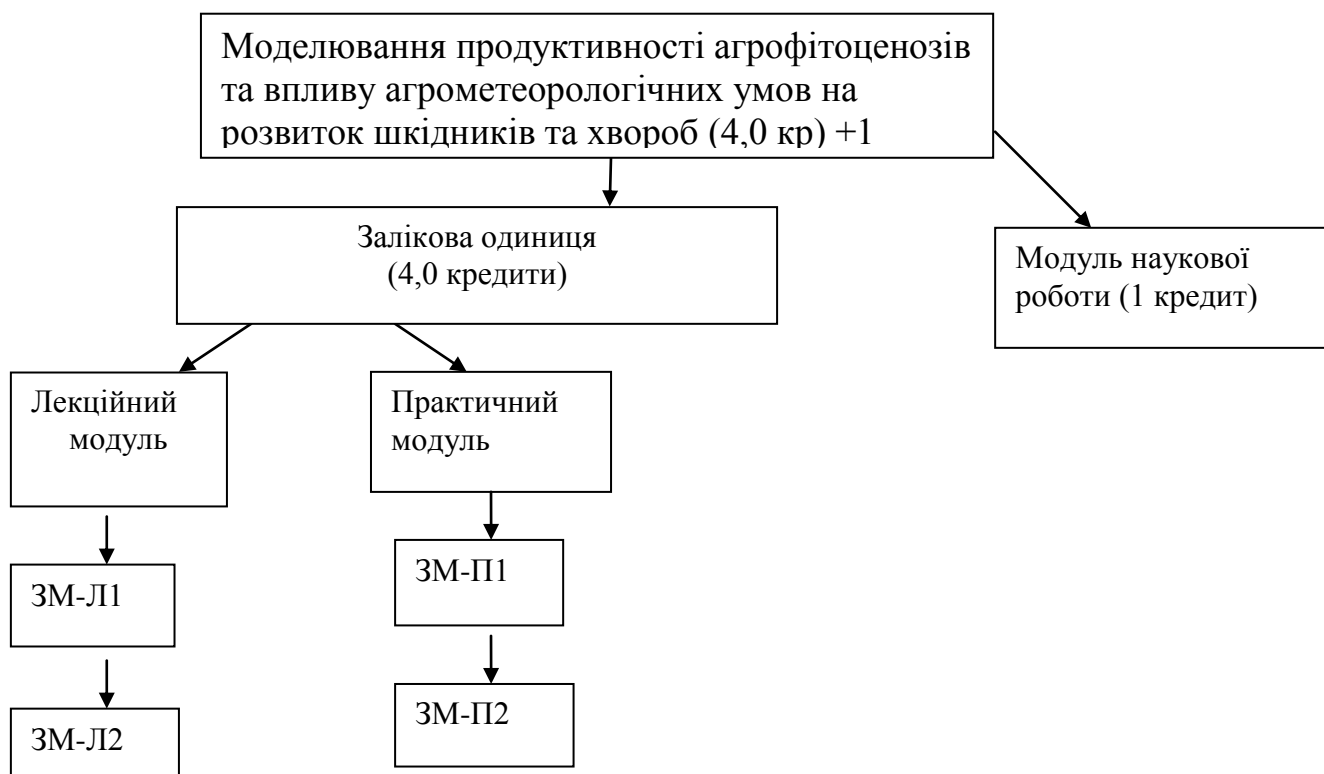 Моделювання продуктивності агрофітоценозів
та впливу агрометеорологічних умов на
розвиток шкідників та хвороб (4,0 кр) +1
Залікова одиниця
(4,0 кредити)
Модуль наукової
роботи (1 кредит)
Лекційний
модуль
Практичний
модуль
ЗМ-Л1
ЗМ-П1
ЗМ-Л2
ЗМ-П2